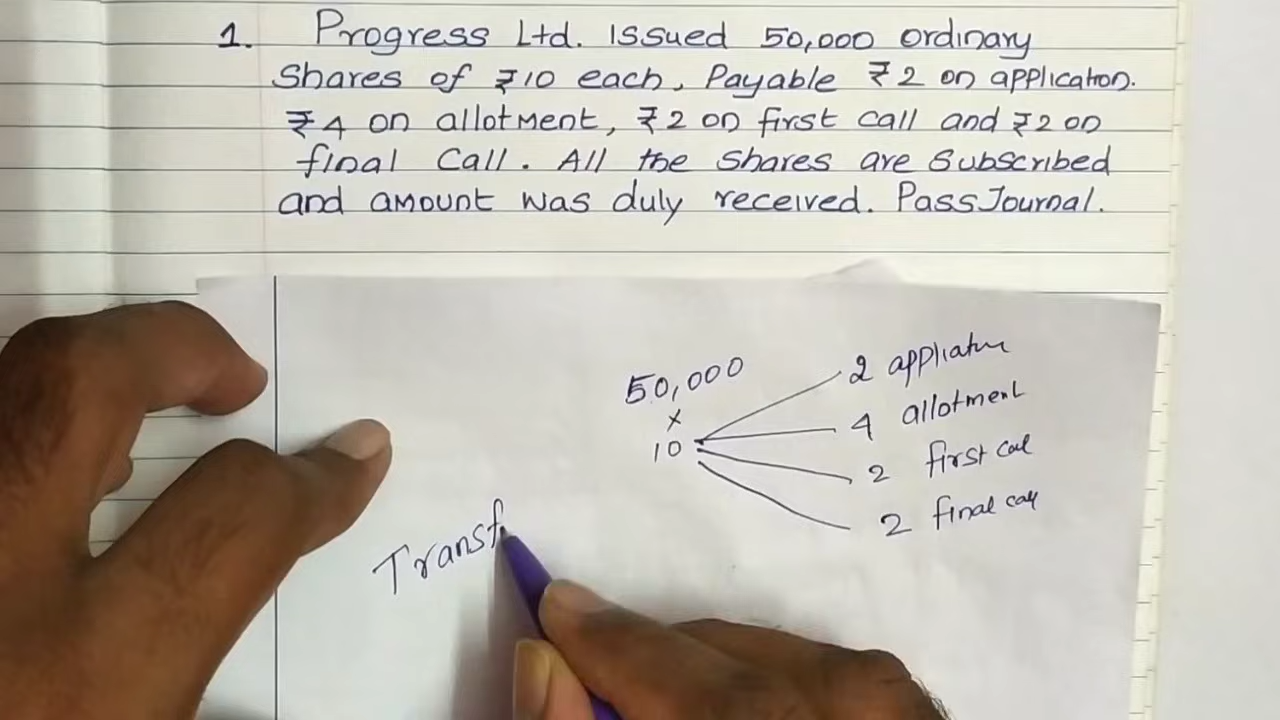 1. Progress Ltd. Issued 50,000 ordinary
Shares of ₹10 each, Payable ₹2 on application.
₹4 on allotment, ₹2 on first call and ₹2 on
final Call. All the shares are Subscribed
and amount was duly received. Pass Journal.
50,000
x
10
2 appliatn
4 allotment
2 first cal
2 final call
Transf